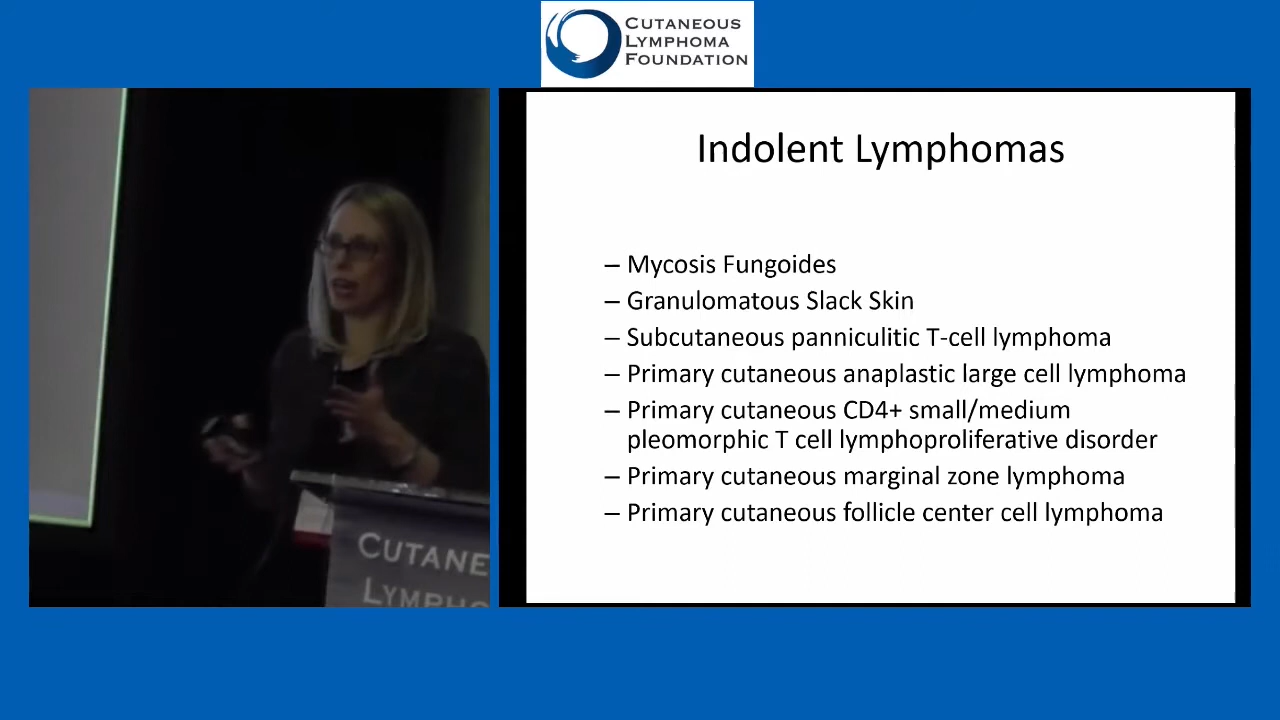 CUTANEOUS
LYMPHOMA
FOUNDATION
Indolent Lymphomas
– Mycosis Fungoides
– Granulomatous Slack Skin
– Subcutaneous panniculitic T-cell lymphoma
– Primary cutaneous anaplastic large cell lymphoma
– Primary cutaneous CD4+ small/medium
pleomorphic T cell lymphoproliferative disorder
– Primary cutaneous marginal zone lymphoma
– Primary cutaneous follicle center cell lymphoma
CUTANE
LYMPHO